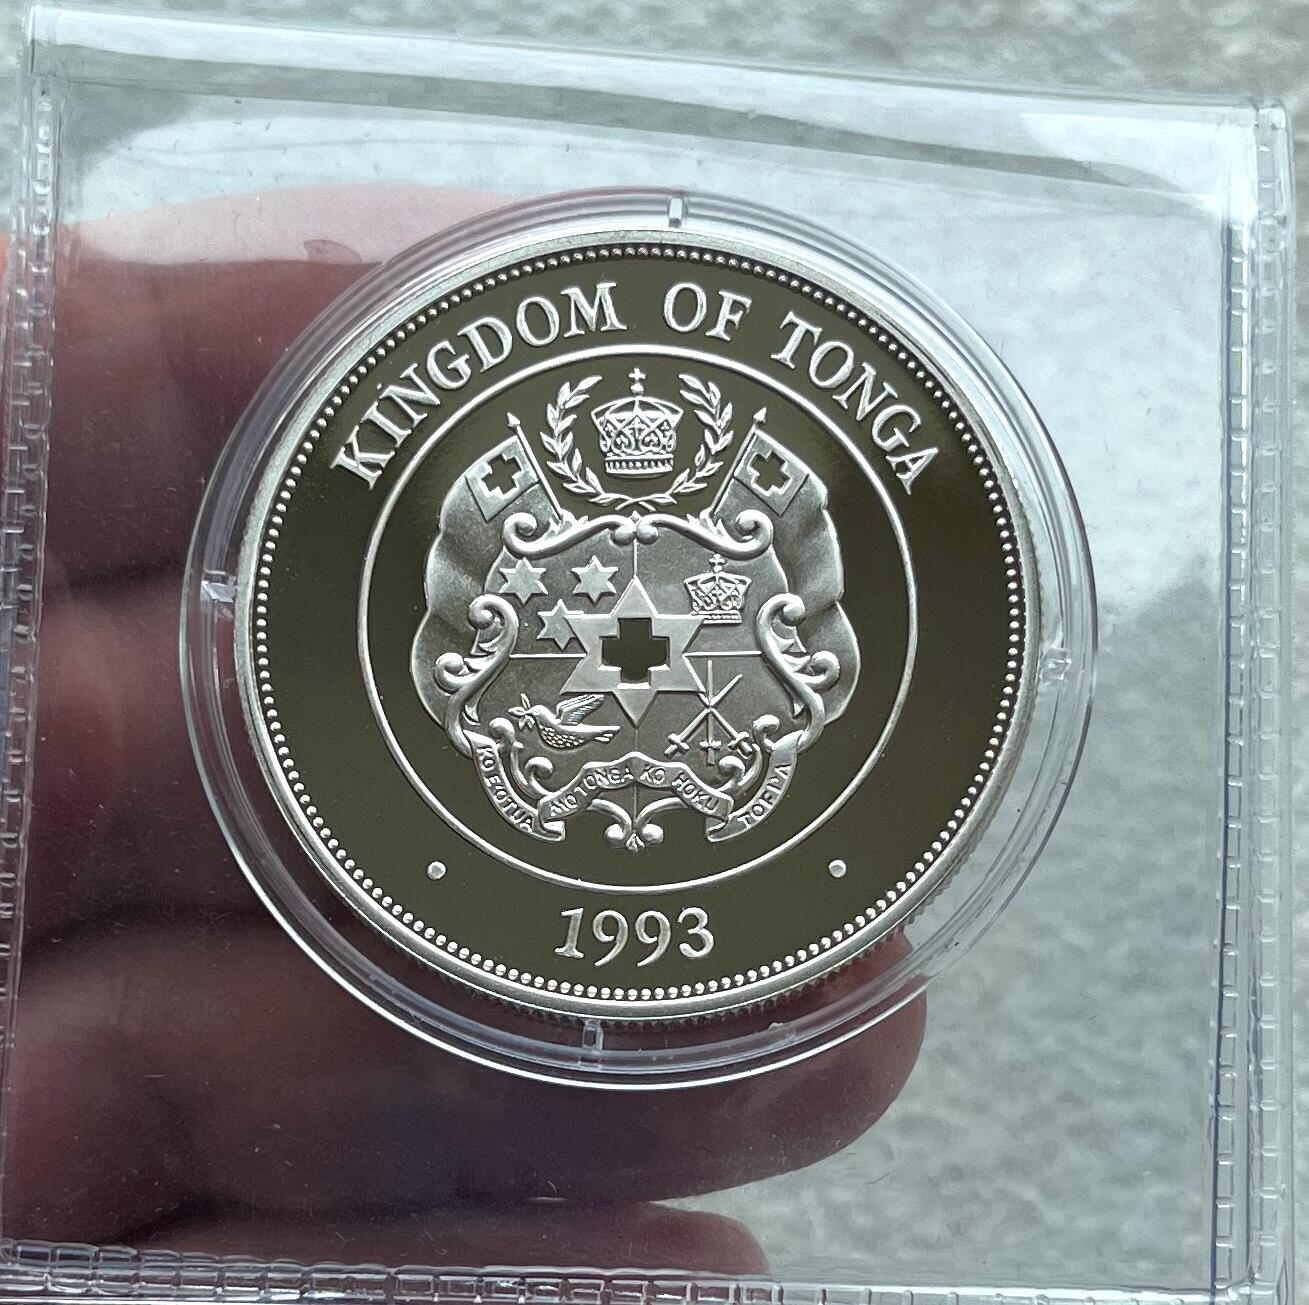 KINGDOM OF TONGA
KO E OTUA MO TONGA KO HOKU TOFIA
1993